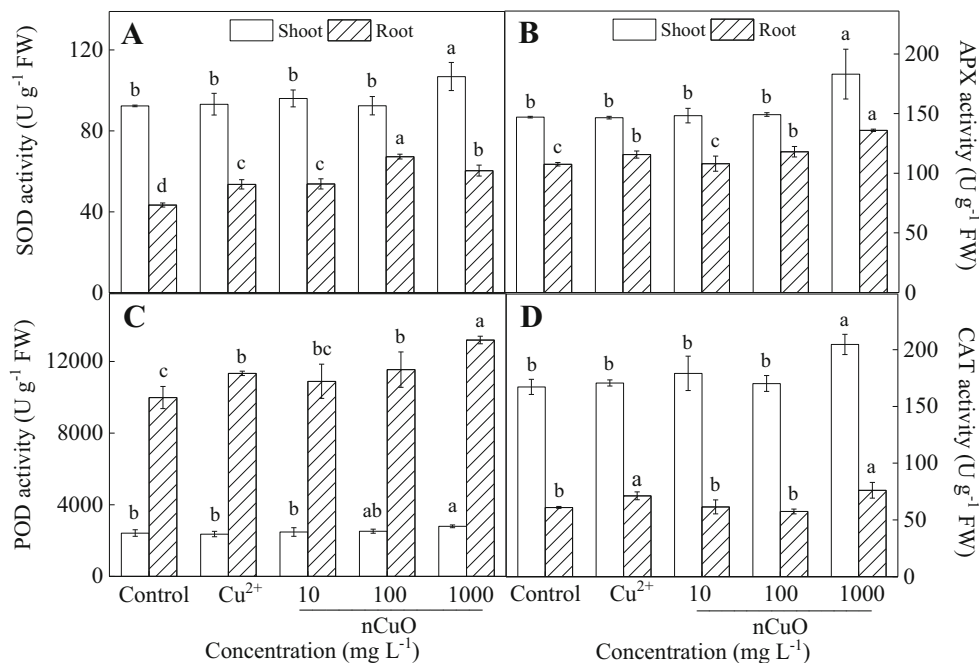 A
Shoot Root
SOD activity (U g⁻¹ FW)
120
80
40
0
b b b b a
d c c a b
B
Shoot Root
APX activity (U g⁻¹ FW)
200
150
100
50
0
b b b b a
c b c b a
C
POD activity (U g⁻¹ FW)
12000
8000
4000
0
c b bc b a
b b b ab a
Control Cu²⁺ 10 100 1000
nCuO
Concentration (mg L⁻¹)
D
CAT activity (U g⁻¹ FW)
200
150
100
50
0
b b b b a
b a b b a
Control Cu²⁺ 10 100 1000
nCuO
Concentration (mg L⁻¹)